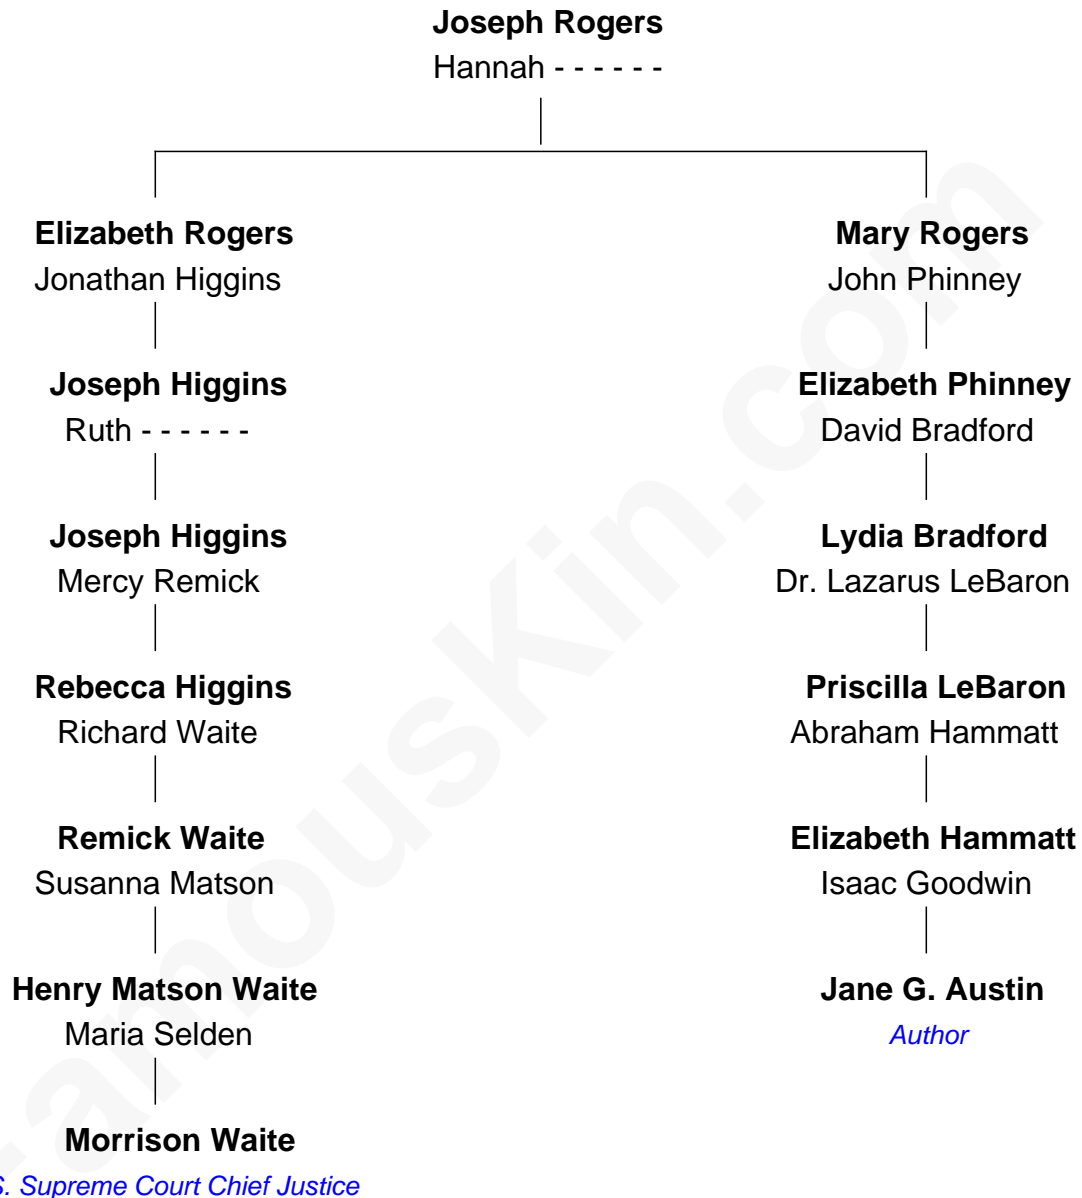 Joseph Rogers
Hannah - - - - - -
Elizabeth Rogers
Jonathan Higgins
Mary Rogers
John Phinney
Joseph Higgins
Ruth - - - - - -
Elizabeth Phinney
David Bradford
Joseph Higgins
Mercy Remick
Lydia Bradford
Dr. Lazarus LeBaron
Rebecca Higgins
Richard Waite
Priscilla LeBaron
Abraham Hammatt
Remick Waite
Susanna Matson
Elizabeth Hammatt
Isaac Goodwin
Henry Matson Waite
Maria Selden
Jane G. Austin
Author
Morrison Waite
S. Supreme Court Chief Justice
famousKin.com